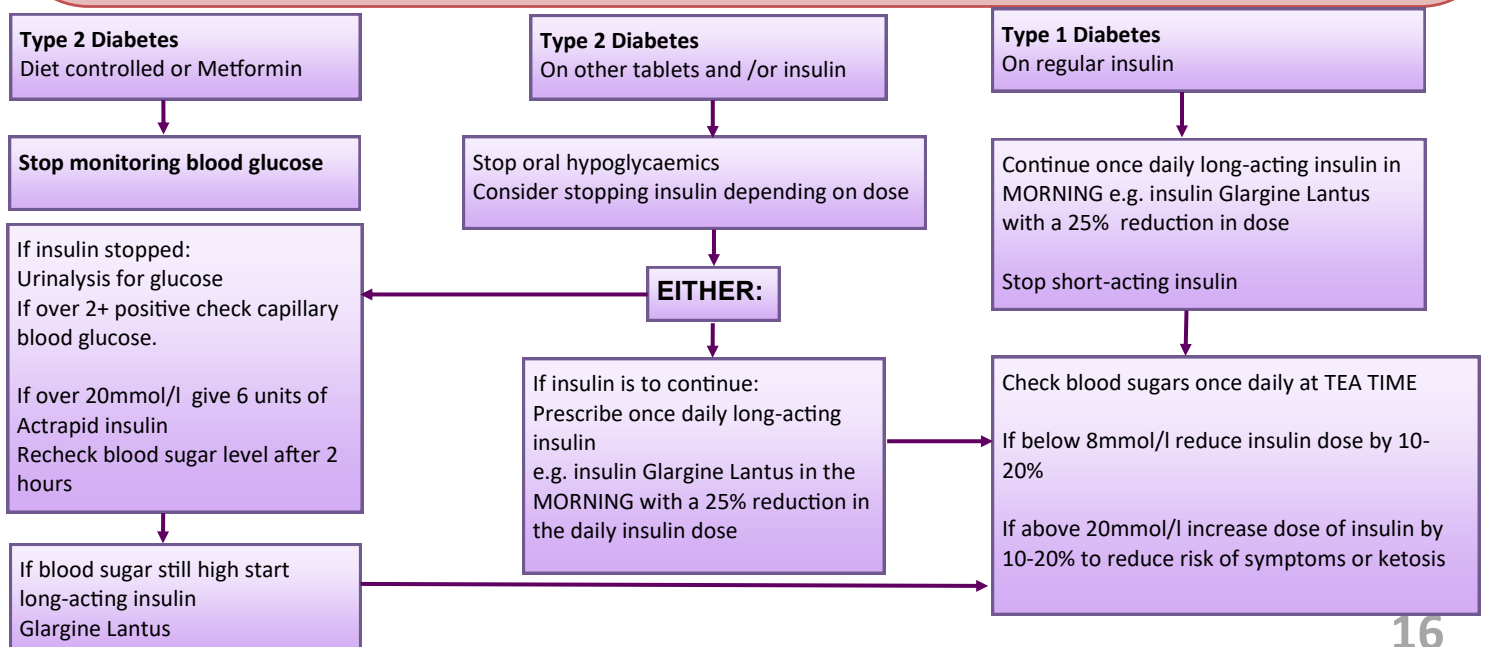 Type 2 Diabetes
Diet controlled or Metformin
Stop monitoring blood glucose
If insulin stopped:
Urinalysis for glucose
If over 2+ positive check capillary
blood glucose.
If over 20mmol/l  give 6 units of
Actrapid insulin
Recheck blood sugar level after 2
hours
If blood sugar still high start
long-acting insulin
Glargine Lantus
Type 2 Diabetes
On other tablets and /or insulin
Stop oral hypoglycaemics
Consider stopping insulin depending on dose
EITHER:
If insulin is to continue:
Prescribe once daily long-acting
insulin
e.g. insulin Glargine Lantus in the
MORNING with a 25% reduction in
the daily insulin dose
Type 1 Diabetes
On regular insulin
Continue once daily long-acting insulin in
MORNING e.g. insulin Glargine Lantus
with a 25%  reduction in dose
Stop short-acting insulin
Check blood sugars once daily at TEA TIME
If below 8mmol/l reduce insulin dose by 10-
20%
If above 20mmol/l increase dose of insulin by
10-20% to reduce risk of symptoms or ketosis
16